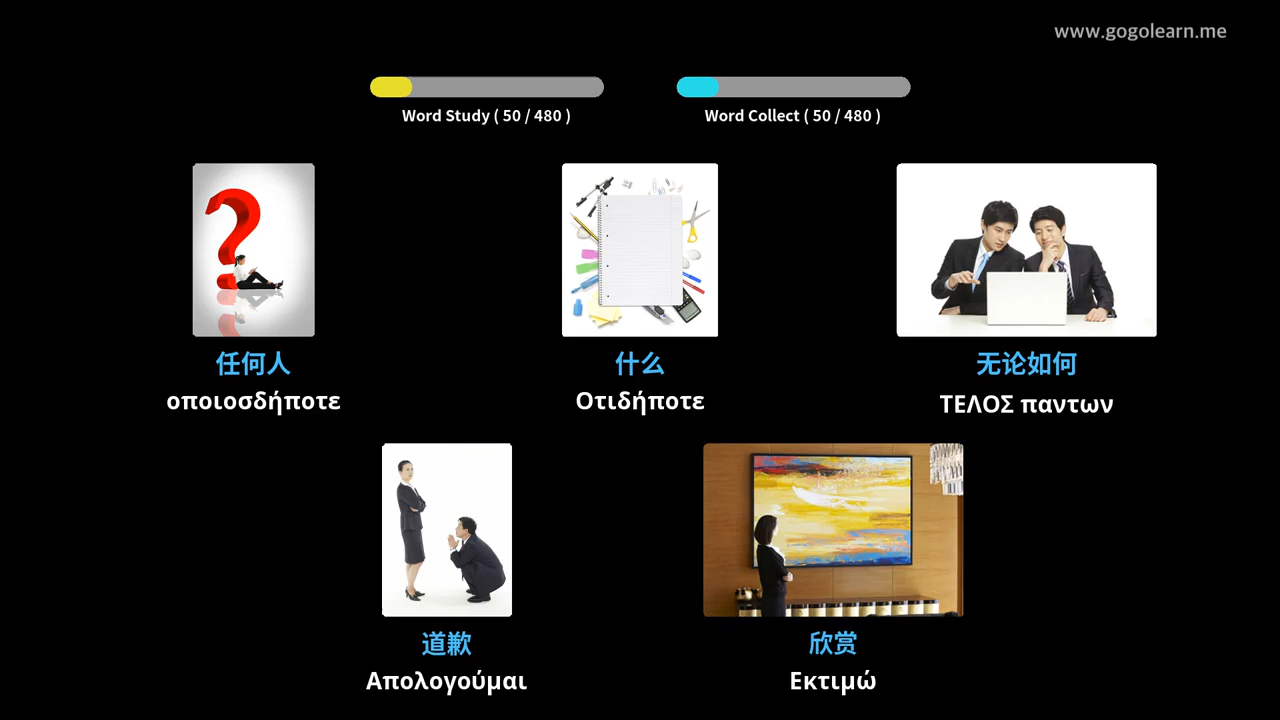 www.gogolearn.me
Word Study ( 50 / 480 )
Word Collect ( 50 / 480 )
任何人
οποιοσδήποτε
什么
Οτιδήποτε
无论如何
ΤΕΛΟΣ παντων
道歉
Απολογούμαι
欣赏
Εκτιμώ